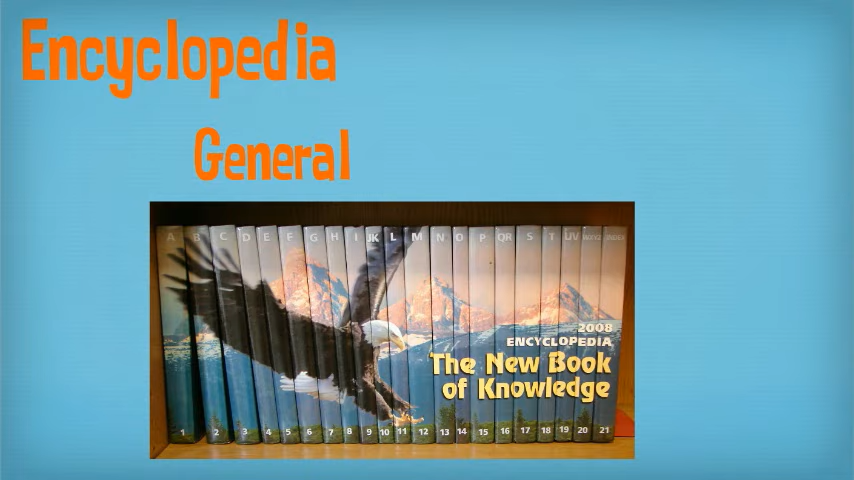 Encyclopedia
General
A B C D E F G H I JK L M N O P QR S T UV WXYZ INDEX
2008
ENCYCLOPEDIA
The New Book
of Knowledge
1 2 3 4 5 6 7 8 9 10 11 12 13 14 15 16 17 18 19 20 21